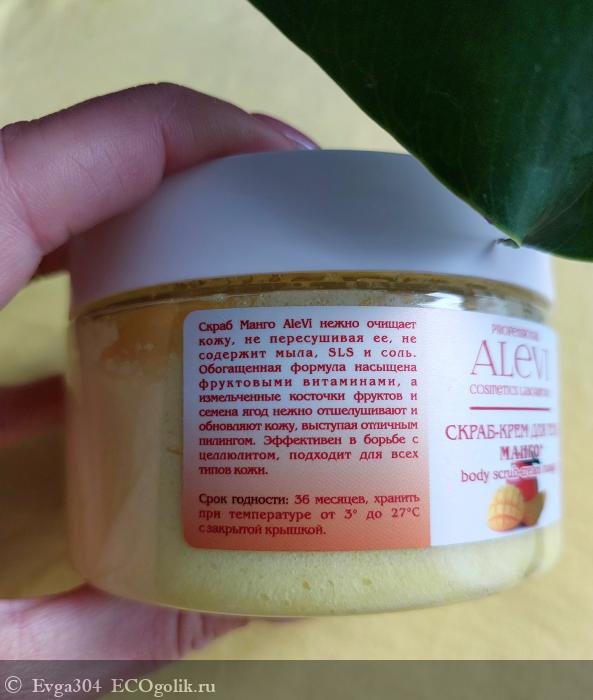 Скраб Манго AleVi нежно очищает
кожу, не пересушивая ее, не
содержит мыла, SLS и соль.
Обогащенная формула насыщена
фруктовыми витаминами, а
измельченные косточки фруктов и
семена ягод нежно отшелушивают и
обновляют кожу, выступая отличным
пилингом. Эффективен в борьбе с
целлюлитом, подходит для всех
типов кожи.
Срок годности: 36 месяцев, хранить
при температуре от 3° до 27°С
с закрытой крышкой.
PROFESSIONAL
ALeVI
COSMETICS
СКРАБ-КРЕМ ДЛЯ
МАНГО
body
© Evga304 ECOgolik.ru